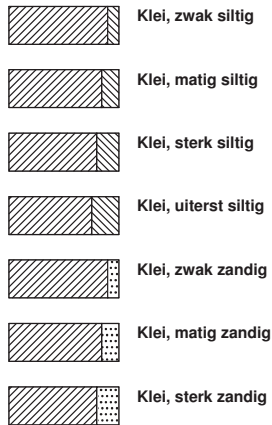 Klei, zwak siltig
Klei, matig siltig
Klei, sterk siltig
Klei, uiterst siltig
Klei, zwak zandig
Klei, matig zandig
Klei, sterk zandig